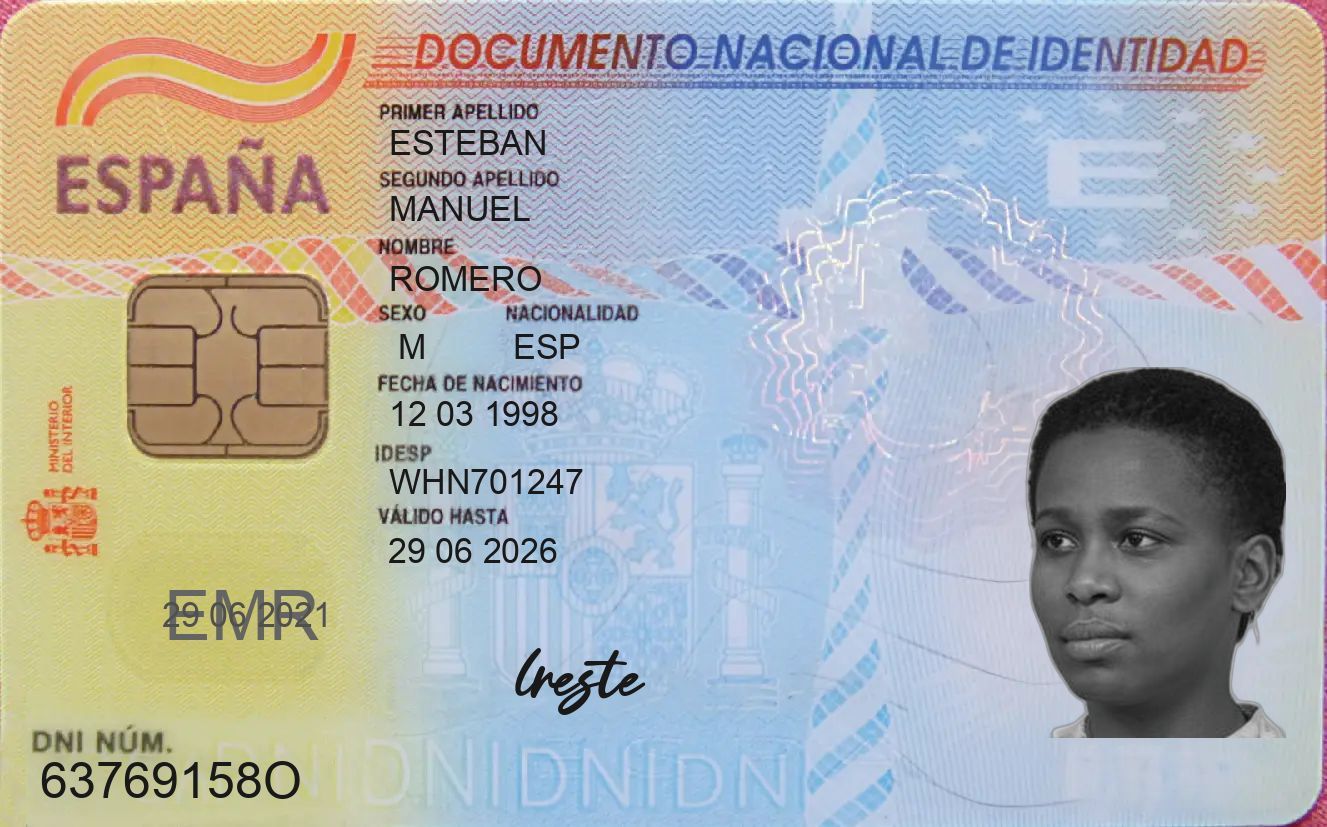 DOCUMENTO NACIONAL DE IDENTIDAD
ESPAÑA
PRIMER APELLIDO
ESTEBAN
SEGUNDO APELLIDO
MANUEL
NOMBRE
ROMERO
SEXO NACIONALIDAD
M ESP
FECHA DE NACIMIENTO
12 03 1998
IDESP
WHN701247
VÁLIDO HASTA
29 06 2026
MINISTERIO
DEL INTERIOR
29 06 2021
EMR
lreste
DNI NÚM.
63769158O
DNIDNIDNIDNI
E